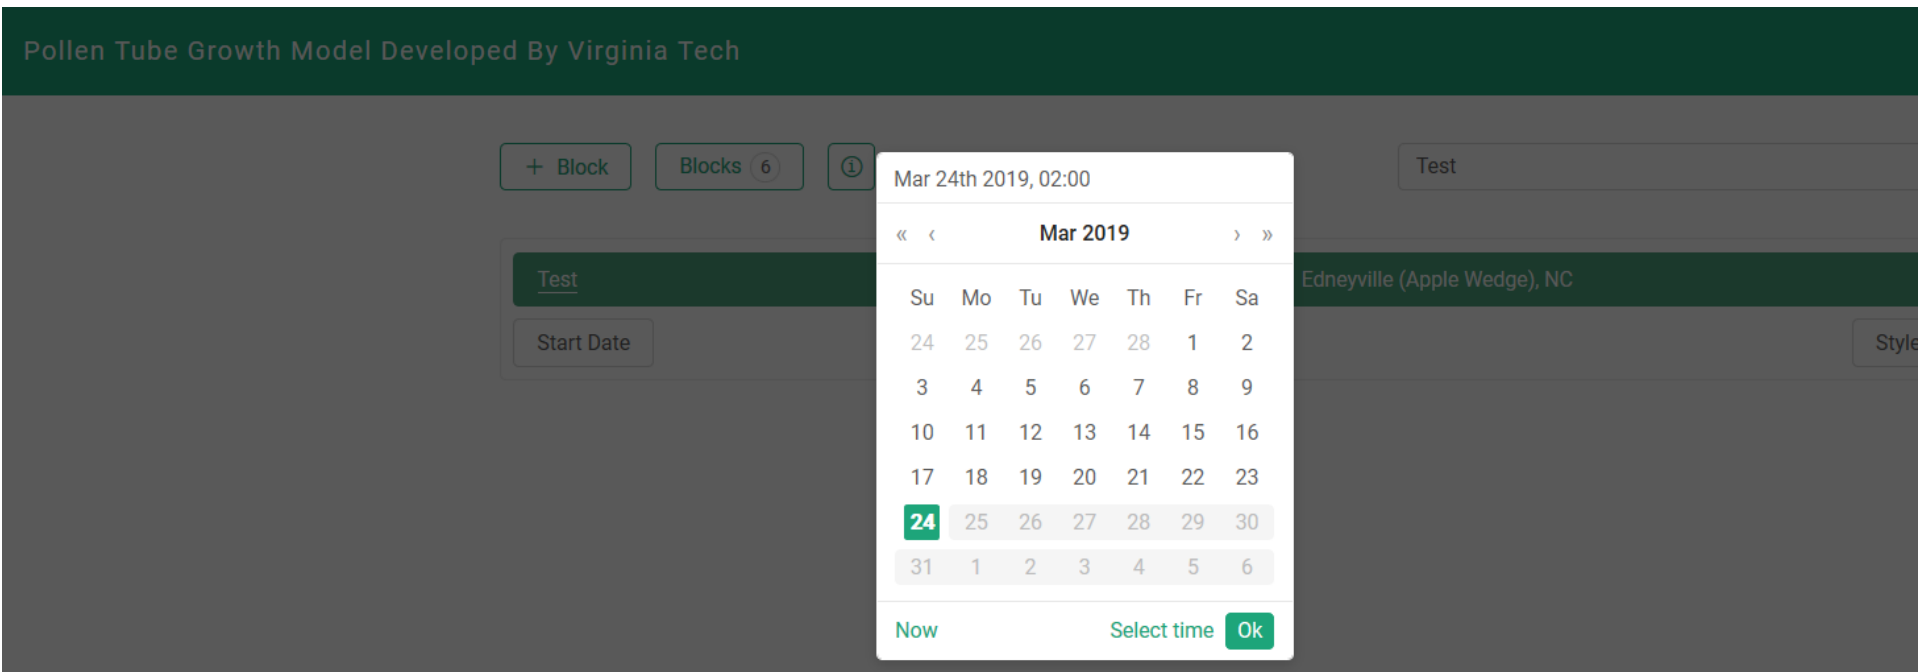 Pollen Tube Growth Model Developed By Virginia Tech
+ Block
Blocks 6
Test
Mar 24th 2019, 02:00
« ‹ Mar 2019 › »
Test
Edneyville (Apple Wedge), NC
Start Date
Style
Su Mo Tu We Th Fr Sa
24 25 26 27 28 1 2
3 4 5 6 7 8 9
10 11 12 13 14 15 16
17 18 19 20 21 22 23
24 25 26 27 28 29 30
31 1 2 3 4 5 6
Now
Select time
Ok